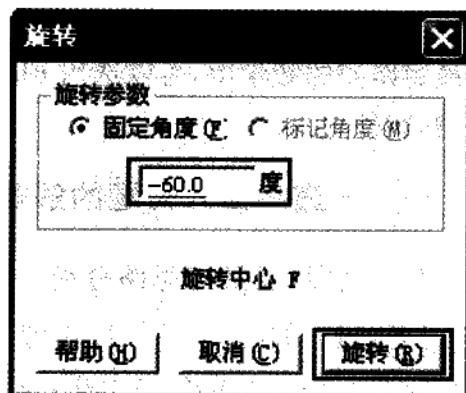 旋转
旋转参数
固定角度(F) 标记角度(M)
-60.0 度
旋转中心 F
帮助(H) 取消(C) 旋转(R)